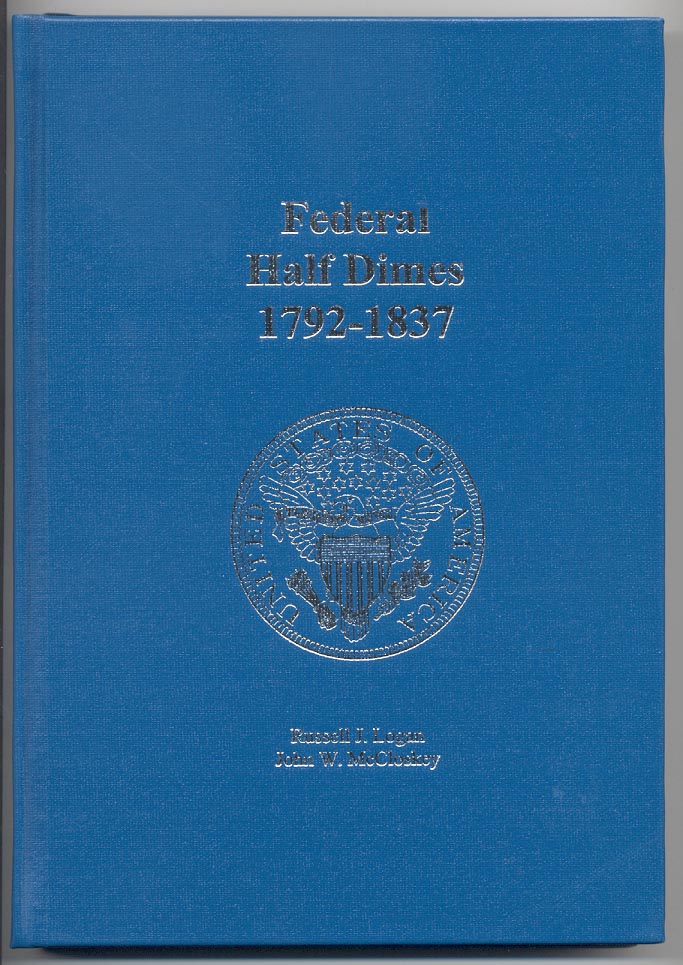 Federal
Half Dimes
1792-1837
UNITED STATES OF AMERICA
Russell J. Logan
John W. McCloskey